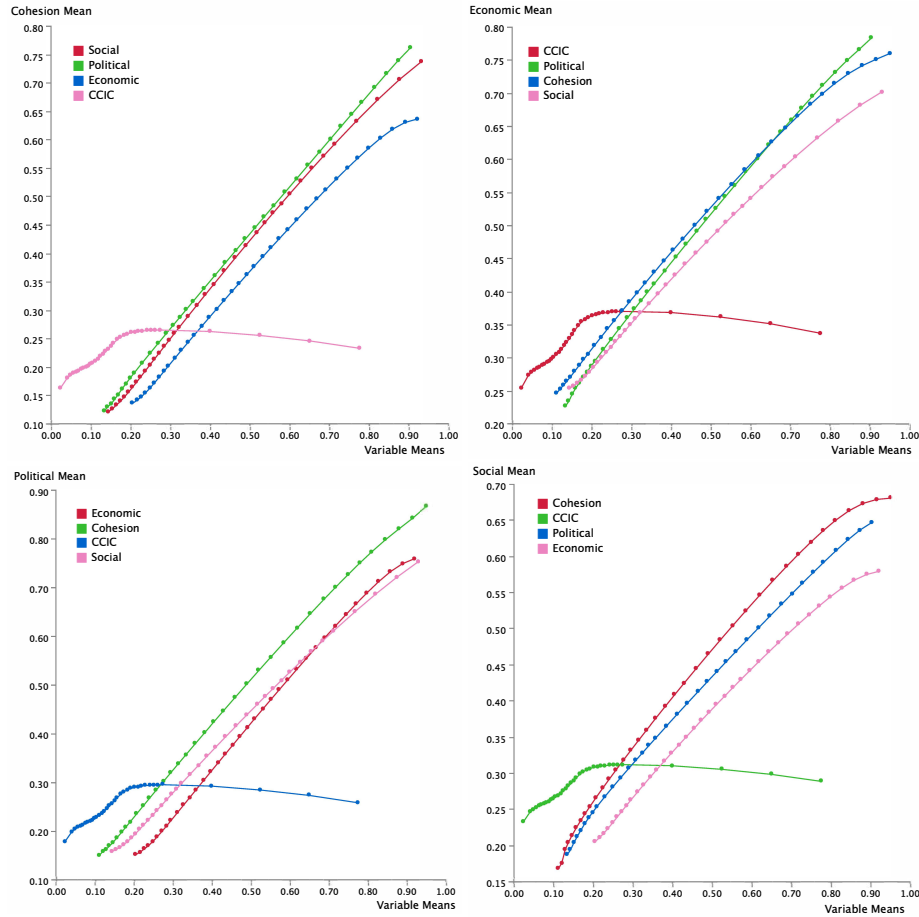 Cohesion Mean
0.80
0.75
0.70
0.65
0.60
0.55
0.50
0.45
0.40
0.35
0.30
0.25
0.20
0.15
0.10
Social
Political
Economic
CCIC
0.00 0.10 0.20 0.30 0.40 0.50 0.60 0.70 0.80 0.90 1.00
Variable Means
Economic Mean
0.80
0.75
0.70
0.65
0.60
0.55
0.50
0.45
0.40
0.35
0.30
0.25
0.20
CCIC
Political
Cohesion
Social
0.00 0.10 0.20 0.30 0.40 0.50 0.60 0.70 0.80 0.90 1.00
Variable Means
Political Mean
0.90
0.80
0.70
0.60
0.50
0.40
0.30
0.20
0.10
Economic
Cohesion
CCIC
Social
0.00 0.10 0.20 0.30 0.40 0.50 0.60 0.70 0.80 0.90 1.00
Variable Means
Social Mean
0.70
0.65
0.60
0.55
0.50
0.45
0.40
0.35
0.30
0.25
0.20
0.15
Cohesion
CCIC
Political
Economic
0.00 0.10 0.20 0.30 0.40 0.50 0.60 0.70 0.80 0.90 1.00
Variable Means